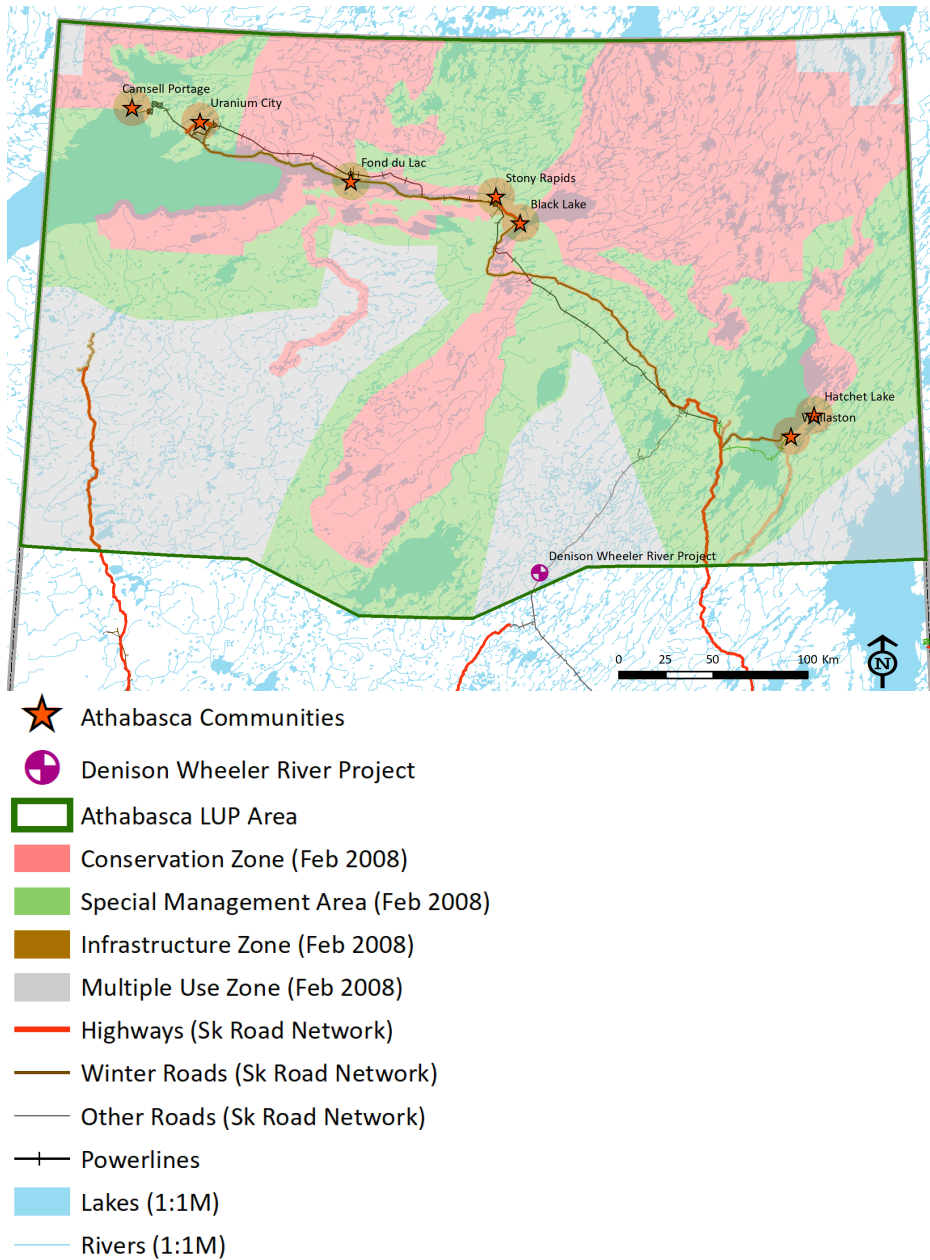 Camsell Portage
Uranium City
Fond du Lac
Stony Rapids
Black Lake
Hatchet Lake
Wollaston
Denison Wheeler River Project
0 25 50 100 Km
N
Athabasca Communities
Denison Wheeler River Project
Athabasca LUP Area
Conservation Zone (Feb 2008)
Special Management Area (Feb 2008)
Infrastructure Zone (Feb 2008)
Multiple Use Zone (Feb 2008)
Highways (Sk Road Network)
Winter Roads (Sk Road Network)
Other Roads (Sk Road Network)
Powerlines
Lakes (1:1M)
Rivers (1:1M)